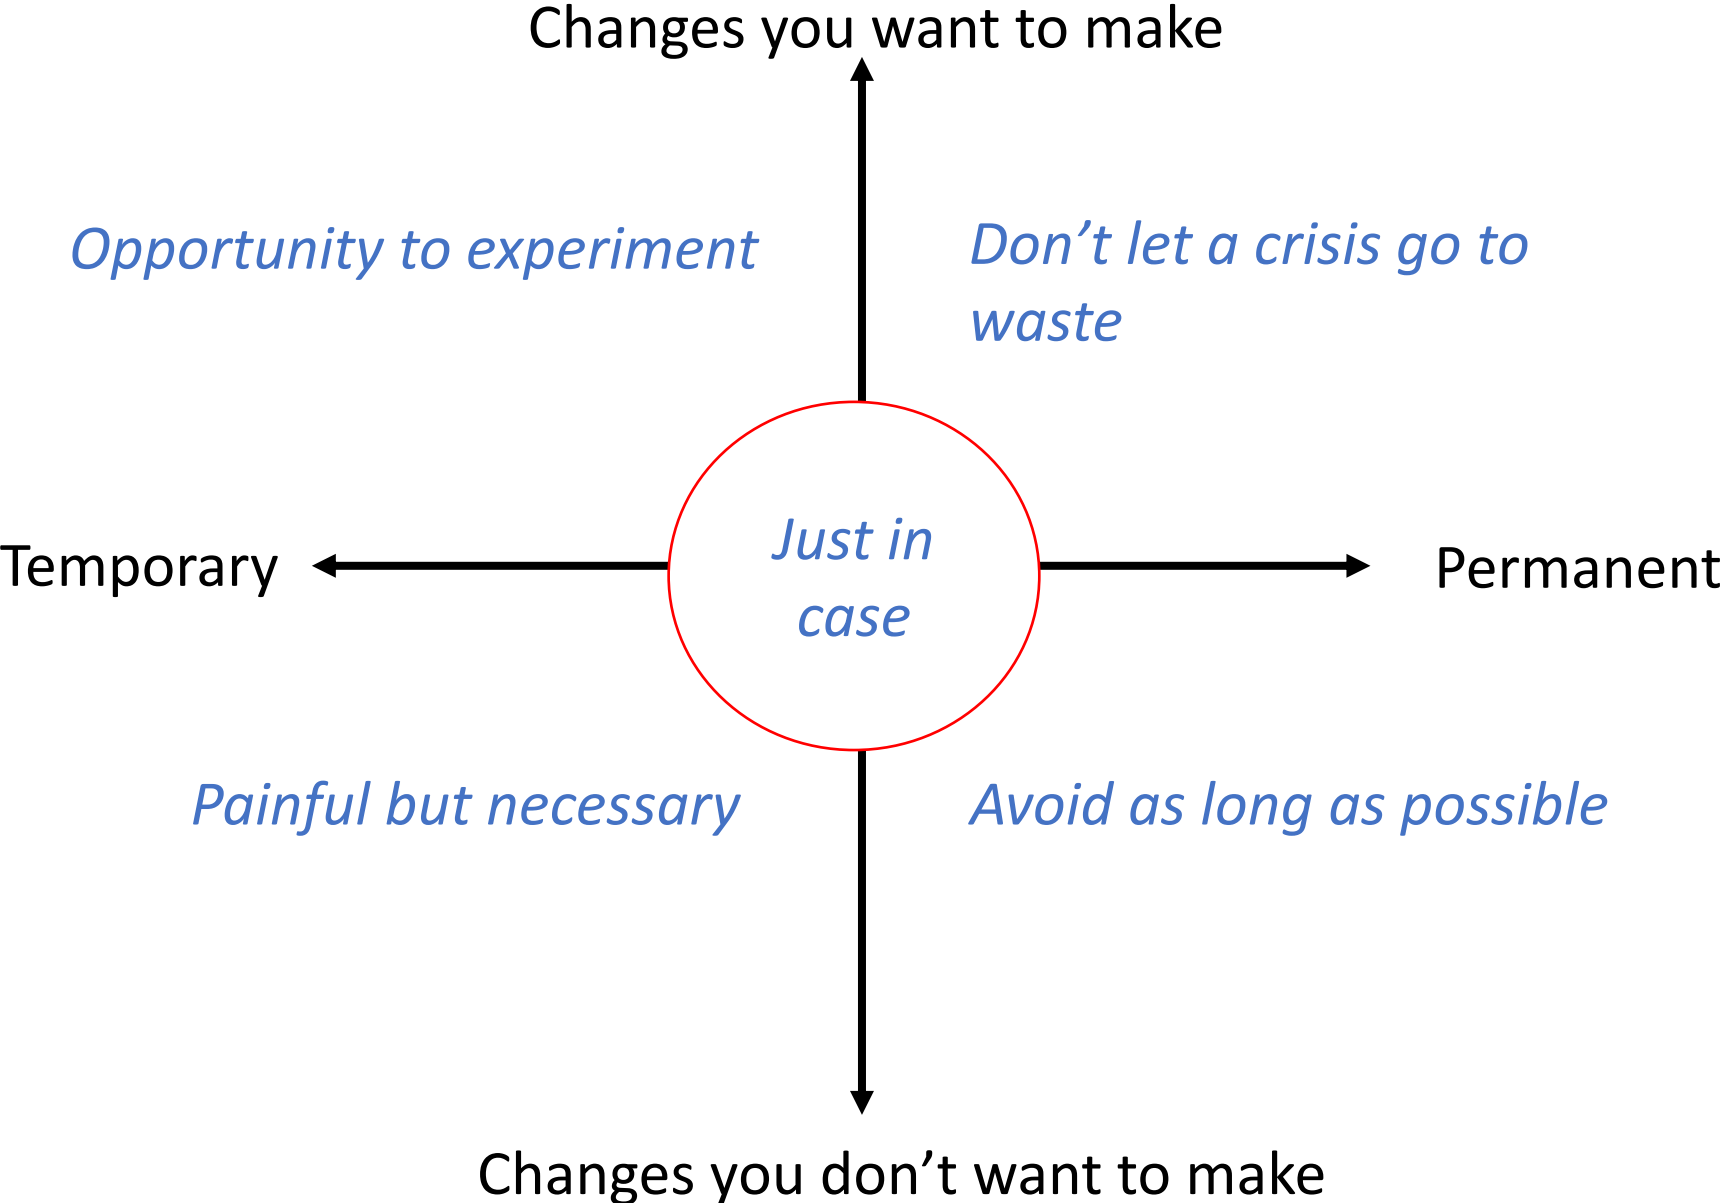 Changes you want to make
Opportunity to experiment
Don’t let a crisis go to
waste
Just in
case
Temporary
Permanent
Painful but necessary
Avoid as long as possible
Changes you don’t want to make